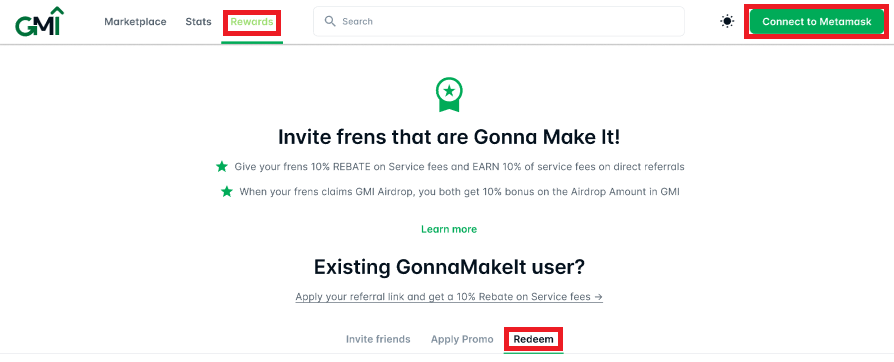 GMI Marketplace Stats Rewards Search Connect to Metamask
Invite frens that are Gonna Make It!
Give your frens 10% REBATE on Service fees and EARN 10% of service fees on direct referrals
When your frens claims GMI Airdrop, you both get 10% bonus on the Airdrop Amount in GMI
Learn more
Existing GonnaMakeIt user?
Apply your referral link and get a 10% Rebate on Service fees →
Invite friends Apply Promo Redeem